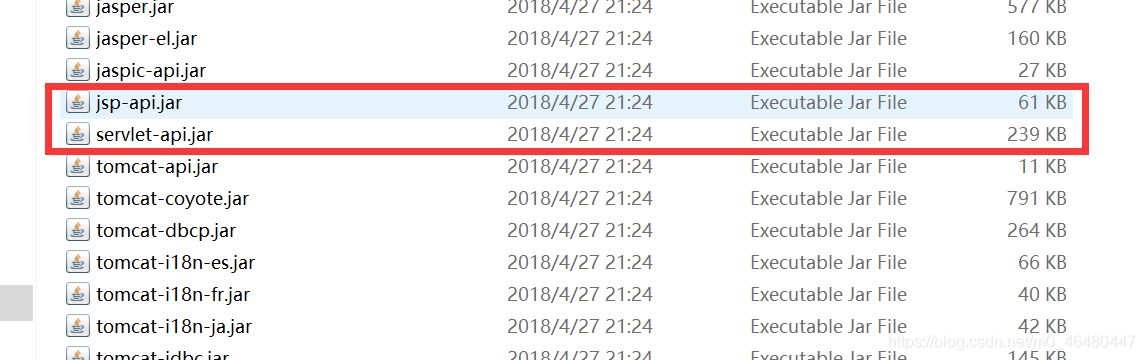 jasper.jar 2018/4/27 21:24 Executable Jar File 577 KB
jasper-el.jar 2018/4/27 21:24 Executable Jar File 160 KB
jaspic-api.jar 2018/4/27 21:24 Executable Jar File 27 KB
jsp-api.jar 2018/4/27 21:24 Executable Jar File 61 KB
servlet-api.jar 2018/4/27 21:24 Executable Jar File 239 KB
tomcat-api.jar 2018/4/27 21:24 Executable Jar File 11 KB
tomcat-coyote.jar 2018/4/27 21:24 Executable Jar File 791 KB
tomcat-dbcp.jar 2018/4/27 21:24 Executable Jar File 264 KB
tomcat-i18n-es.jar 2018/4/27 21:24 Executable Jar File 66 KB
tomcat-i18n-fr.jar 2018/4/27 21:24 Executable Jar File 40 KB
tomcat-i18n-ja.jar 2018/4/27 21:24 Executable Jar File 42 KB
tomcat-jdbc.jar 2018/4/27 21:24 Executable Jar File 145 KB
https://blog.csdn.net/m0_46480447